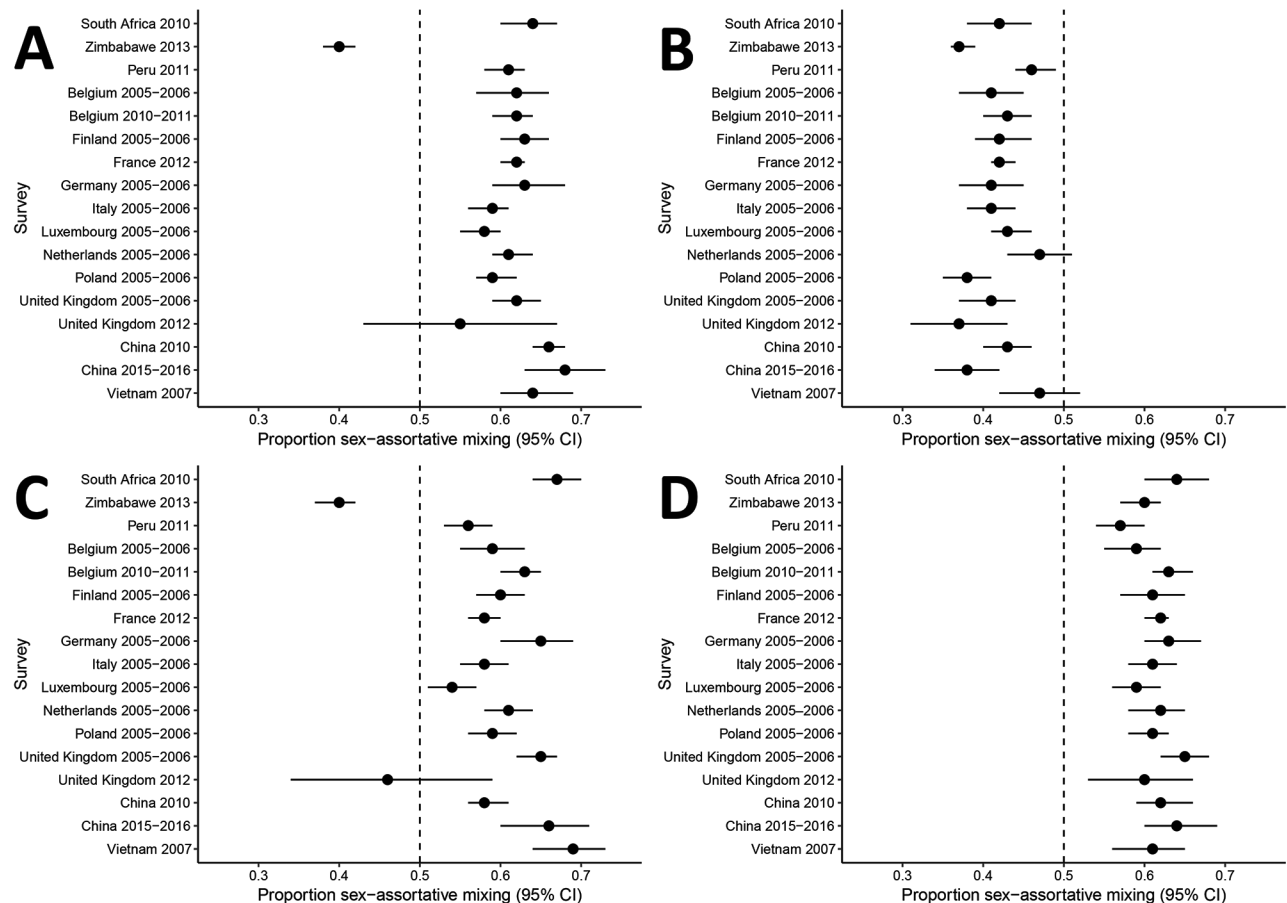 A
South Africa 2010
Zimbabawe 2013
Peru 2011
Belgium 2005−2006
Belgium 2010−2011
Finland 2005−2006
France 2012
Germany 2005−2006
Italy 2005−2006
Luxembourg 2005−2006
Netherlands 2005−2006
Poland 2005−2006
United Kingdom 2005−2006
United Kingdom 2012
China 2010
China 2015−2016
Vietnam 2007
Survey
0.3 0.4 0.5 0.6 0.7
Proportion sex−assortative mixing (95% CI)
B
South Africa 2010
Zimbabawe 2013
Peru 2011
Belgium 2005−2006
Belgium 2010−2011
Finland 2005−2006
France 2012
Germany 2005−2006
Italy 2005−2006
Luxembourg 2005−2006
Netherlands 2005−2006
Poland 2005−2006
United Kingdom 2005−2006
United Kingdom 2012
China 2010
China 2015−2016
Vietnam 2007
Survey
0.3 0.4 0.5 0.6 0.7
Proportion sex−assortative mixing (95% CI)
C
South Africa 2010
Zimbabawe 2013
Peru 2011
Belgium 2005−2006
Belgium 2010−2011
Finland 2005−2006
France 2012
Germany 2005−2006
Italy 2005−2006
Luxembourg 2005−2006
Netherlands 2005−2006
Poland 2005−2006
United Kingdom 2005−2006
United Kingdom 2012
China 2010
China 2015−2016
Vietnam 2007
Survey
0.3 0.4 0.5 0.6 0.7
Proportion sex−assortative mixing (95% CI)
D
South Africa 2010
Zimbabawe 2013
Peru 2011
Belgium 2005−2006
Belgium 2010−2011
Finland 2005−2006
France 2012
Germany 2005−2006
Italy 2005−2006
Luxembourg 2005−2006
Netherlands 2005–2006
Poland 2005−2006
United Kingdom 2005−2006
United Kingdom 2012
China 2010
China 2015−2016
Vietnam 2007
Survey
0.3 0.4 0.5 0.6 0.7
Proportion sex−assortative mixing (95% CI)